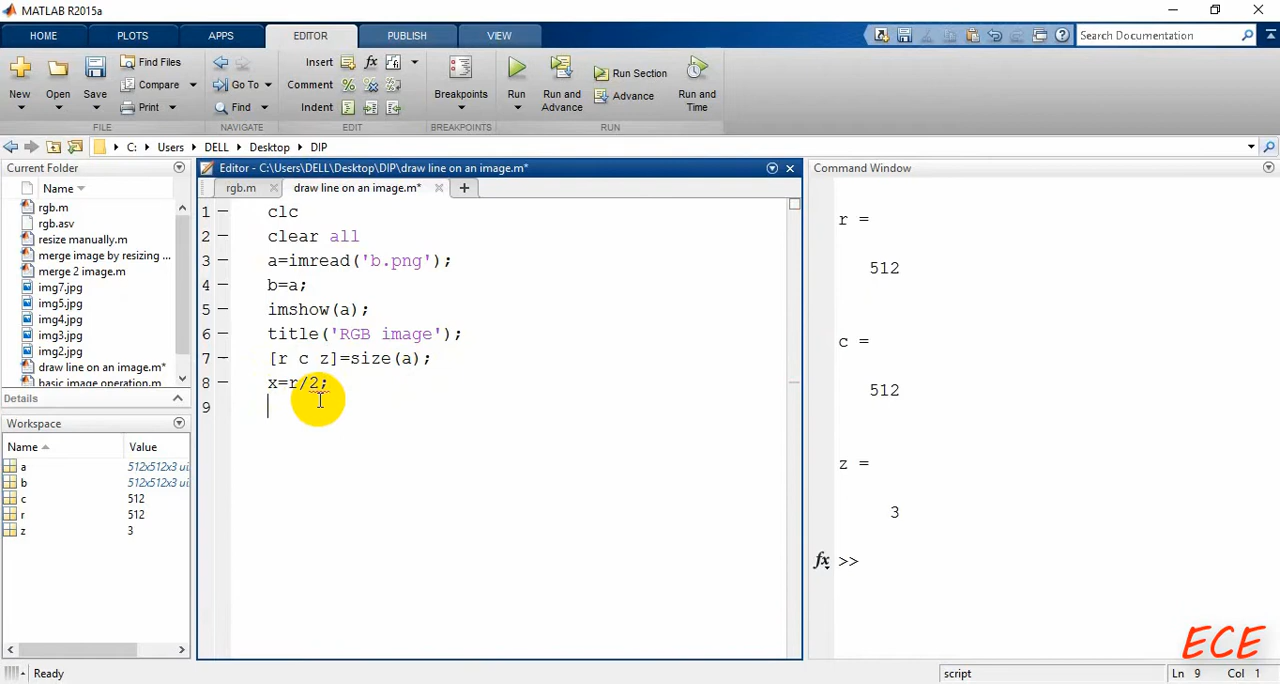 MATLAB R2015a
HOME PLOTS APPS EDITOR PUBLISH VIEW Search Documentation
New Open Save Find Files Compare Print
Go To Find
Insert fx
Comment
Indent
Breakpoints
Run Run and Advance Run Section Advance Run and Time
FILE NAVIGATE EDIT BREAKPOINTS RUN
C: Users DELL Desktop DIP
Current Folder
Name
rgb.m
rgb.asv
resize manually.m
merge image by resizing ...
merge 2 image.m
img7.jpg
img5.jpg
img4.jpg
img3.jpg
img2.jpg
draw line on an image.m*
basic image operation.m
Details
Workspace
Name Value
a 512x512x3 ui
b 512x512x3 ui
c 512
r 512
z 3
Editor - C:\Users\DELL\Desktop\DIP\draw line on an image.m*
rgb.m draw line on an image.m*
1 clc
2 clear all
3 a=imread('b.png');
4 b=a;
5 imshow(a);
6 title('RGB image');
7 [r c z]=size(a);
8 x=r/2;
9
Command Window
r =
512
c =
512
z =
3
fx >>
ECE
Ready script Ln 9 Col 1